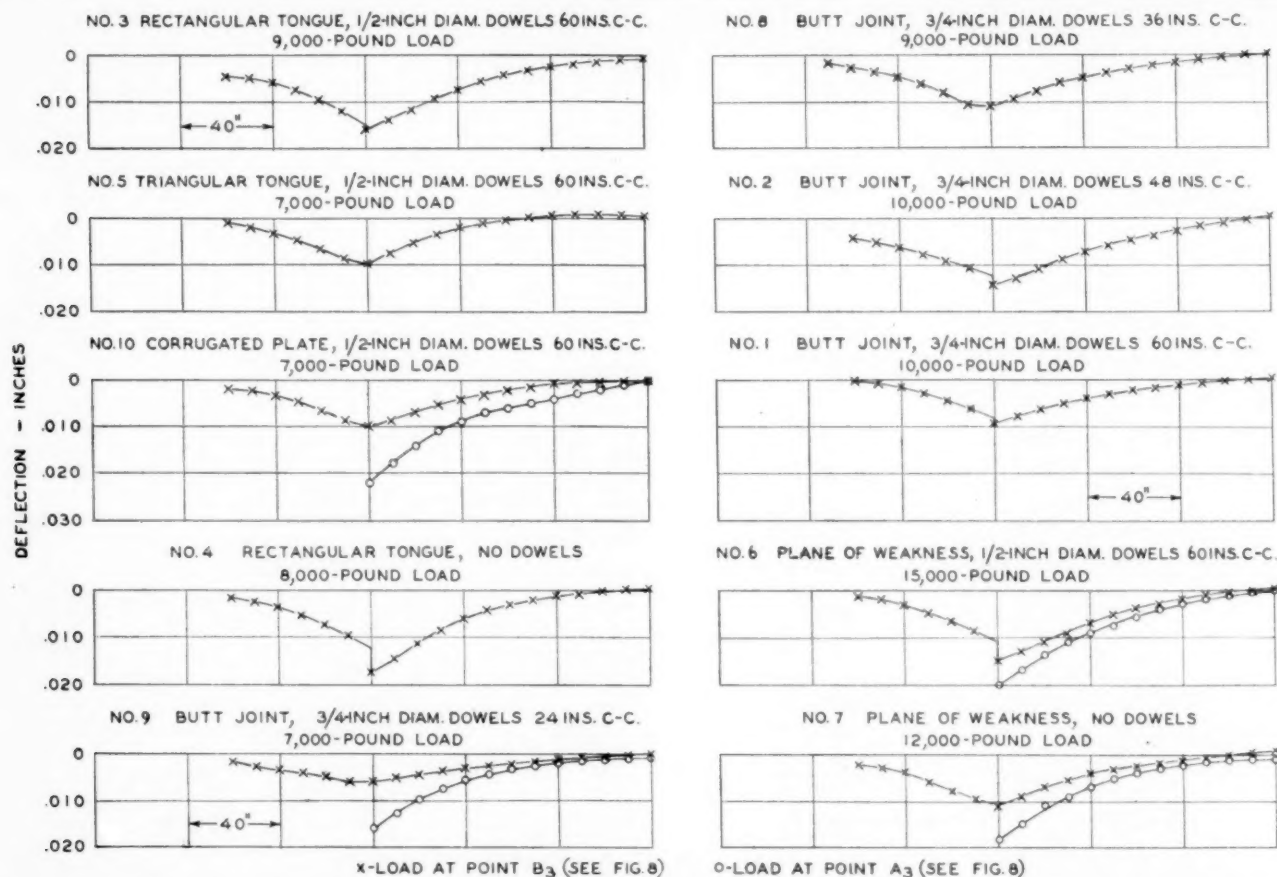 NO. 3 RECTANGULAR TONGUE, 1/2-INCH DIAM. DOWELS 60 INS. C-C.
9,000-POUND LOAD
0
.010
.020
40"
NO. 5 TRIANGULAR TONGUE, 1/2-INCH DIAM. DOWELS 60 INS. C-C.
7,000-POUND LOAD
0
.010
.020
NO. 10 CORRUGATED PLATE, 1/2-INCH DIAM. DOWELS 60 INS. C-C.
7,000-POUND LOAD
0
.010
.020
.030
NO. 4 RECTANGULAR TONGUE, NO DOWELS
8,000-POUND LOAD
0
.010
.020
NO. 9 BUTT JOINT, 3/4-INCH DIAM. DOWELS 24 INS. C-C.
7,000-POUND LOAD
0
.010
.020
40"
DEFLECTION - INCHES
X-LOAD AT POINT B3 (SEE FIG. 8)
NO. 8 BUTT JOINT, 3/4-INCH DIAM. DOWELS 36 INS. C-C.
9,000-POUND LOAD
NO. 2 BUTT JOINT, 3/4-INCH DIAM. DOWELS 48 INS. C-C.
10,000-POUND LOAD
NO. 1 BUTT JOINT, 3/4-INCH DIAM. DOWELS 60 INS. C-C.
10,000-POUND LOAD
40"
NO. 6 PLANE OF WEAKNESS, 1/2-INCH DIAM. DOWELS 60 INS. C-C.
15,000-POUND LOAD
NO. 7 PLANE OF WEAKNESS, NO DOWELS
12,000-POUND LOAD
O-LOAD AT POINT A3 (SEE FIG. 8)